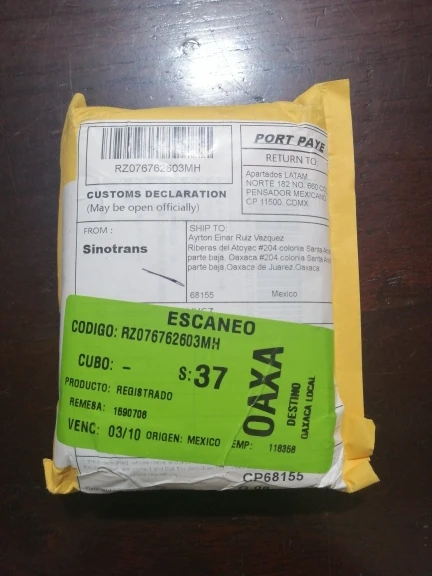 RZ076762603MH
PORT PAYE
RETURN TO:
Apartados LATAM
NORTE 182 NO. 660 COL
PENSADOR MEXICANO
CP 11500, CDMX
CUSTOMS DECLARATION
(May be open officially)
FROM :
Sinotrans
SHIP TO:
Ayrton Einar Ruiz Vazquez
Riberas del Atoyac #204 colonia Santa
parte baja, Oaxaca #204 colonia Santa
parte baja,Oaxaca de Juarez,Oaxaca
68155 Mexico
ESCANEO
CODIGO: RZ076762603MH
CUBO: -
S: 37
PRODUCTO: REGISTRADO
REMESA: 1690706
VENC: 03/10 ORIGEN: MEXICO EMP: 118358
OAXA
DESTINO
OAXACA LOCAL
CP68155